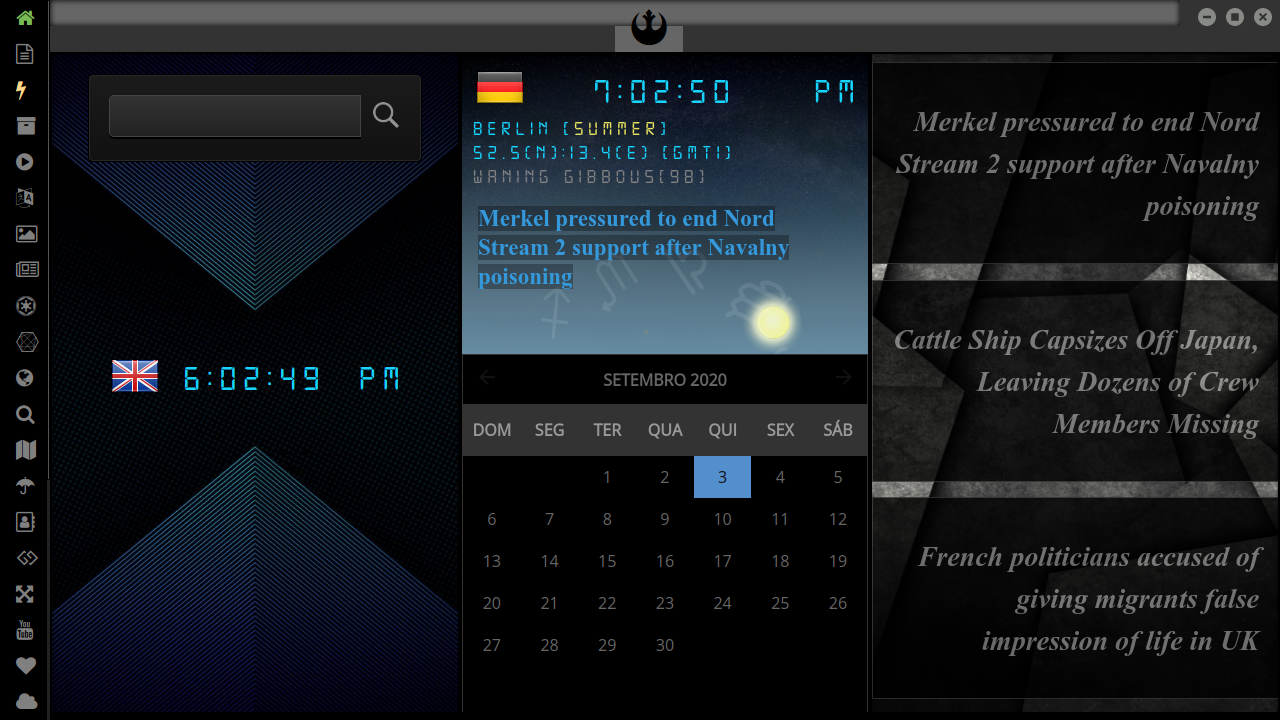 6:02:49 PM
7:02:50 PM
BERLIN (SUMMER)
52.5(N):13.4(E) (GMT1)
WANING GIBBOUS(98)
Merkel pressured to end Nord
Stream 2 support after Navalny
poisoning
SETEMBRO 2020
DOM SEG TER QUA QUI SEX SÁB
1 2 3 4 5
6 7 8 9 10 11 12
13 14 15 16 17 18 19
20 21 22 23 24 25 26
27 28 29 30
Merkel pressured to end Nord
Stream 2 support after Navalny
poisoning
Cattle Ship Capsizes Off Japan,
Leaving Dozens of Crew
Members Missing
French politicians accused of
giving migrants false
impression of life in UK
You
Tube